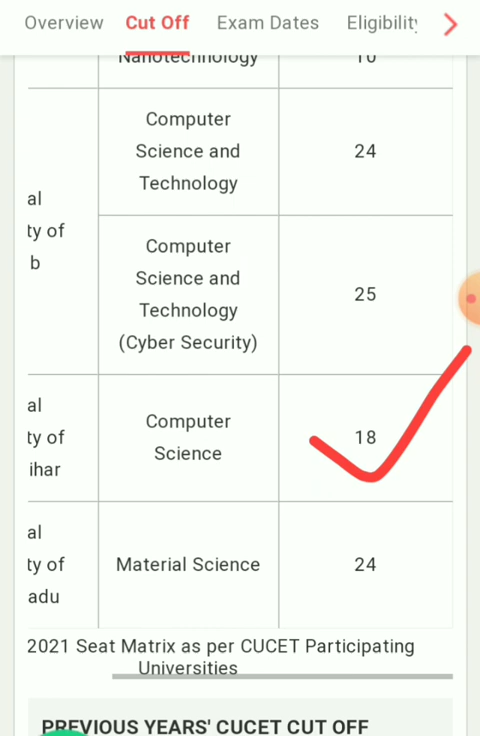 Overview Cut Off Exam Dates Eligibility
Nanotechnology 10
Computer
Science and 24
Technology
al
ty of
b
Computer
Science and
Technology 25
(Cyber Security)
al
ty of
ihar
Computer
Science 18
al
ty of
adu
Material Science 24
2021 Seat Matrix as per CUCET Participating
Universities
PREVIOUS YEARS' CUCET CUT OFF